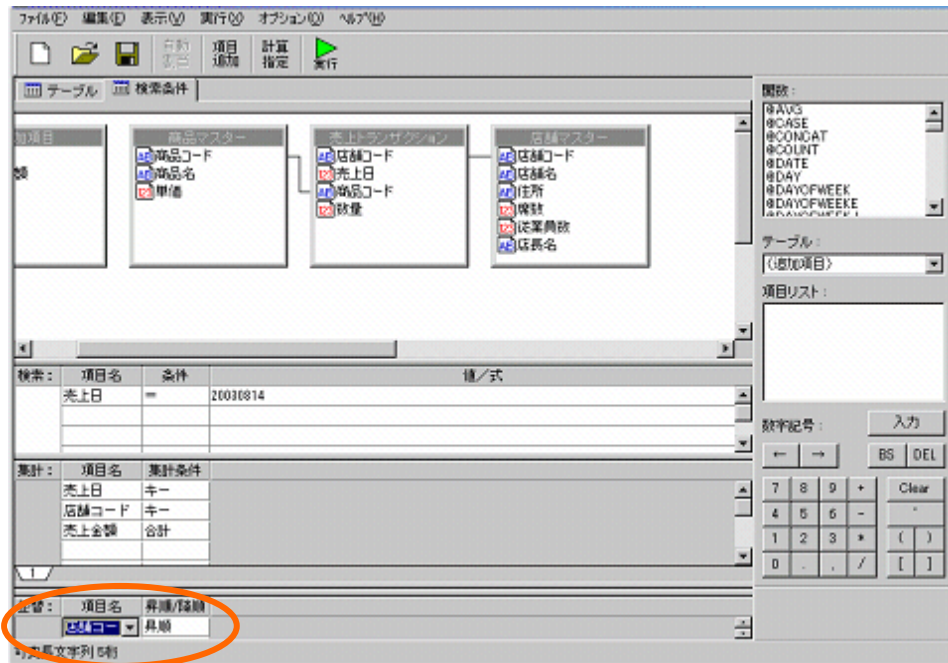 ファイル(F) 編集(E) 表示(V) 実行(V) オプション(O) ヘルプ(H)
項目追加 計算指定 実行
テーブル 検索条件
加項目
商品マスター
商品コード
商品名
単価
売上トランザクション
店舗コード
売上日
商品コード
数量
店舗マスター
店舗コード
店舗名
住所
席数
従業員数
店長名
検索： 項目名 条件 値／式
売上日 = 20030814
集計： 項目名 集計条件
売上日 キー
店舗コード キー
売上金額 合計
1
並替： 項目名 昇順/降順
店舗コー 昇順
関数：
@AVG
@CASE
@CONCAT
@COUNT
@DATE
@DAY
@DAYOFWEEK
@DAYOFWEEKE
テーブル：
(追加項目)
項目リスト：
数字記号： 入力
← → BS DEL
7 8 9 + Clear
4 5 6 -
1 2 3 * ( )
0 . , / [ ]